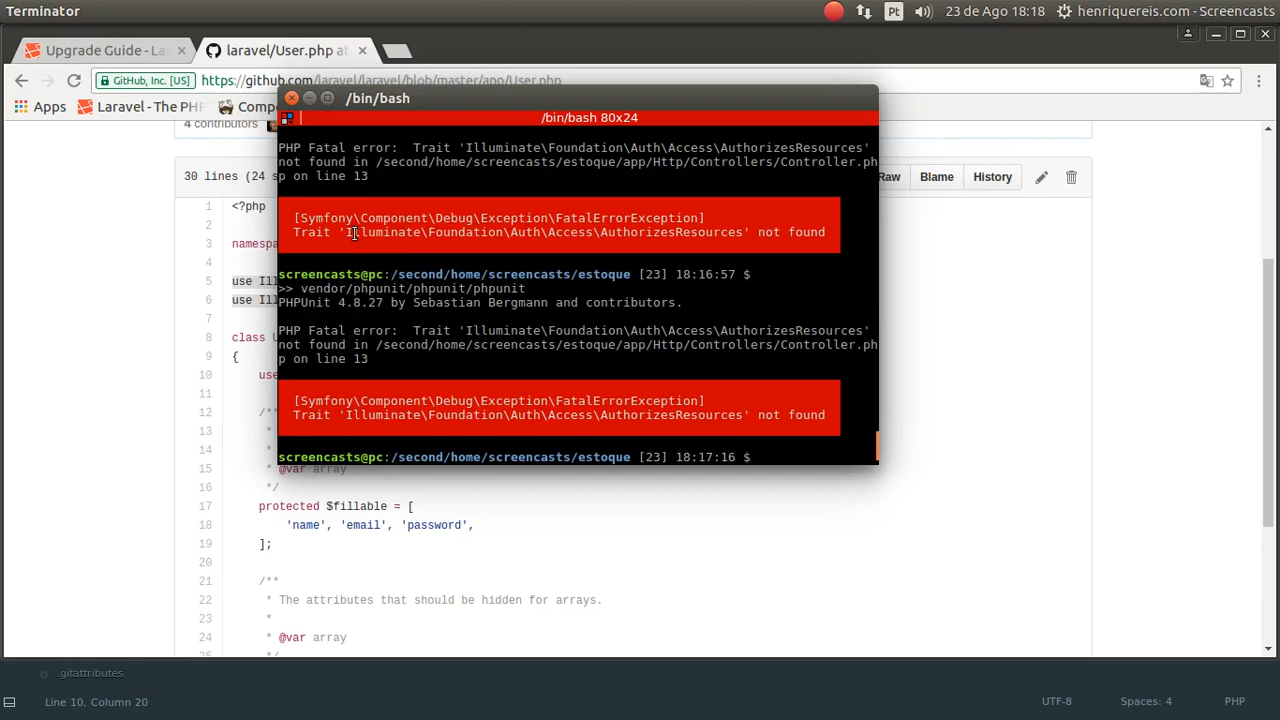 Terminator
Pt
23 de Ago 18:18
henriquereis.com - Screencasts
Upgrade Guide - La
laravel/User.php at
GitHub, Inc. [US]
https://github.com/laravel/laravel/blob/master/app/User.php
Apps
Laravel - The PH
Comp
/bin/bash
/bin/bash 80x24
4 contributors
30 lines (24 s
Raw
Blame
History
PHP Fatal error:  Trait 'Illuminate\Foundation\Auth\Access\AuthorizesResources'
not found in /second/home/screencasts/estoque/app/Http/Controllers/Controller.ph
p on line 13
[Symfony\Component\Debug\Exception\FatalErrorException]
Trait 'Illuminate\Foundation\Auth\Access\AuthorizesResources' not found
screencasts@pc:/second/home/screencasts/estoque [23] 18:16:57 $
>> vendor/phpunit/phpunit/phpunit
PHPUnit 4.8.27 by Sebastian Bergmann and contributors.
PHP Fatal error:  Trait 'Illuminate\Foundation\Auth\Access\AuthorizesResources'
not found in /second/home/screencasts/estoque/app/Http/Controllers/Controller.ph
p on line 13
[Symfony\Component\Debug\Exception\FatalErrorException]
Trait 'Illuminate\Foundation\Auth\Access\AuthorizesResources' not found
screencasts@pc:/second/home/screencasts/estoque [23] 18:17:16 $
1 <?php
2
3 namespa
4
5 use Ill
6 use Ill
7
8 class U
9 {
10 use
11
12 /**
13 *
14 *
15 * @var array
16 */
17 protected $fillable = [
18 'name', 'email', 'password',
19 ];
20
21 /**
22 * The attributes that should be hidden for arrays.
23 *
24 * @var array
25 */
.gitattributes
Line 10, Column 20
UTF-8
Spaces: 4
PHP